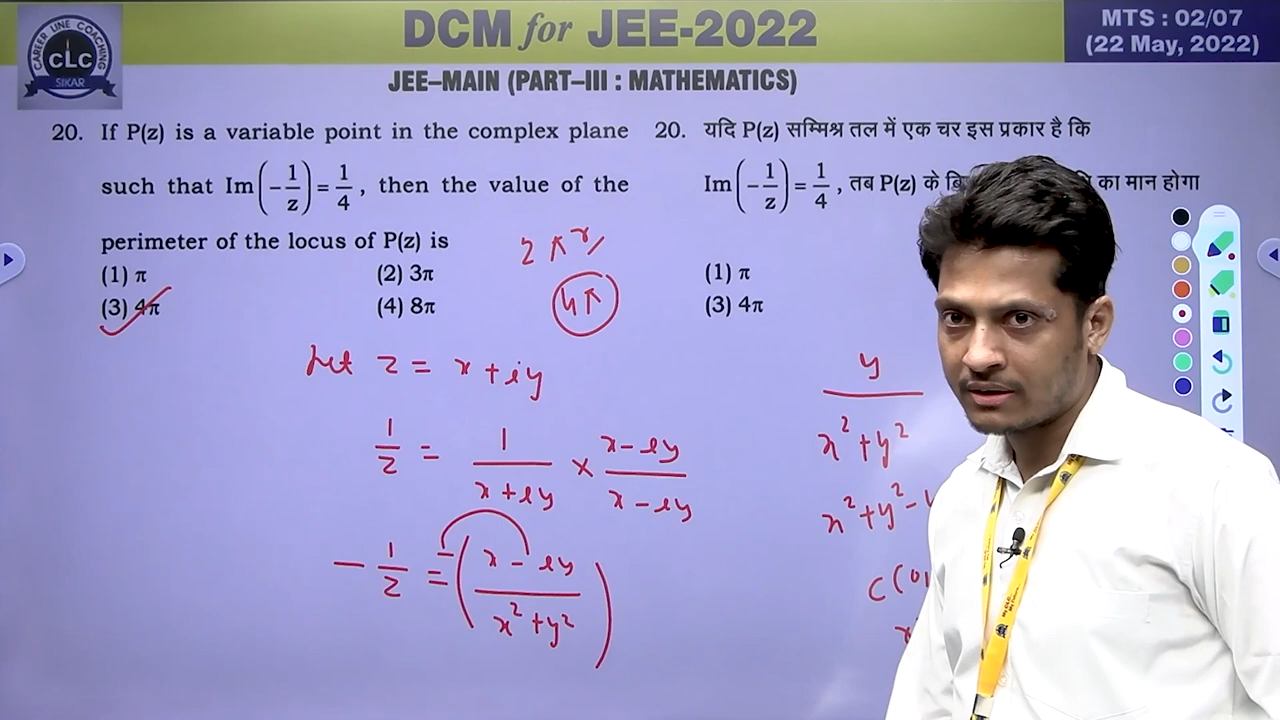 CAREER LINE COACHING
CLC
SIKAR
DCM for JEE-2022
MTS : 02/07
(22 May, 2022)
JEE–MAIN (PART–III : MATHEMATICS)
20. If P(z) is a variable point in the complex plane
such that Im(-1/z) = 1/4, then the value of the
perimeter of the locus of P(z) is
(1) π (2) 3π
(3) 4π (4) 8π
2πr
4π
20. यदि P(z) सम्मिश्र तल में एक चर इस प्रकार है कि
Im(-1/z) = 1/4, तब P(z) के का मान होगा
(1) π
(3) 4π
Let z = x + iy
1/z = 1/(x+iy) × (x-iy)/(x-iy)
- 1/z = -((x - iy)/(x² + y²))
y/(x² + y²)
x² + y² -
C(0,